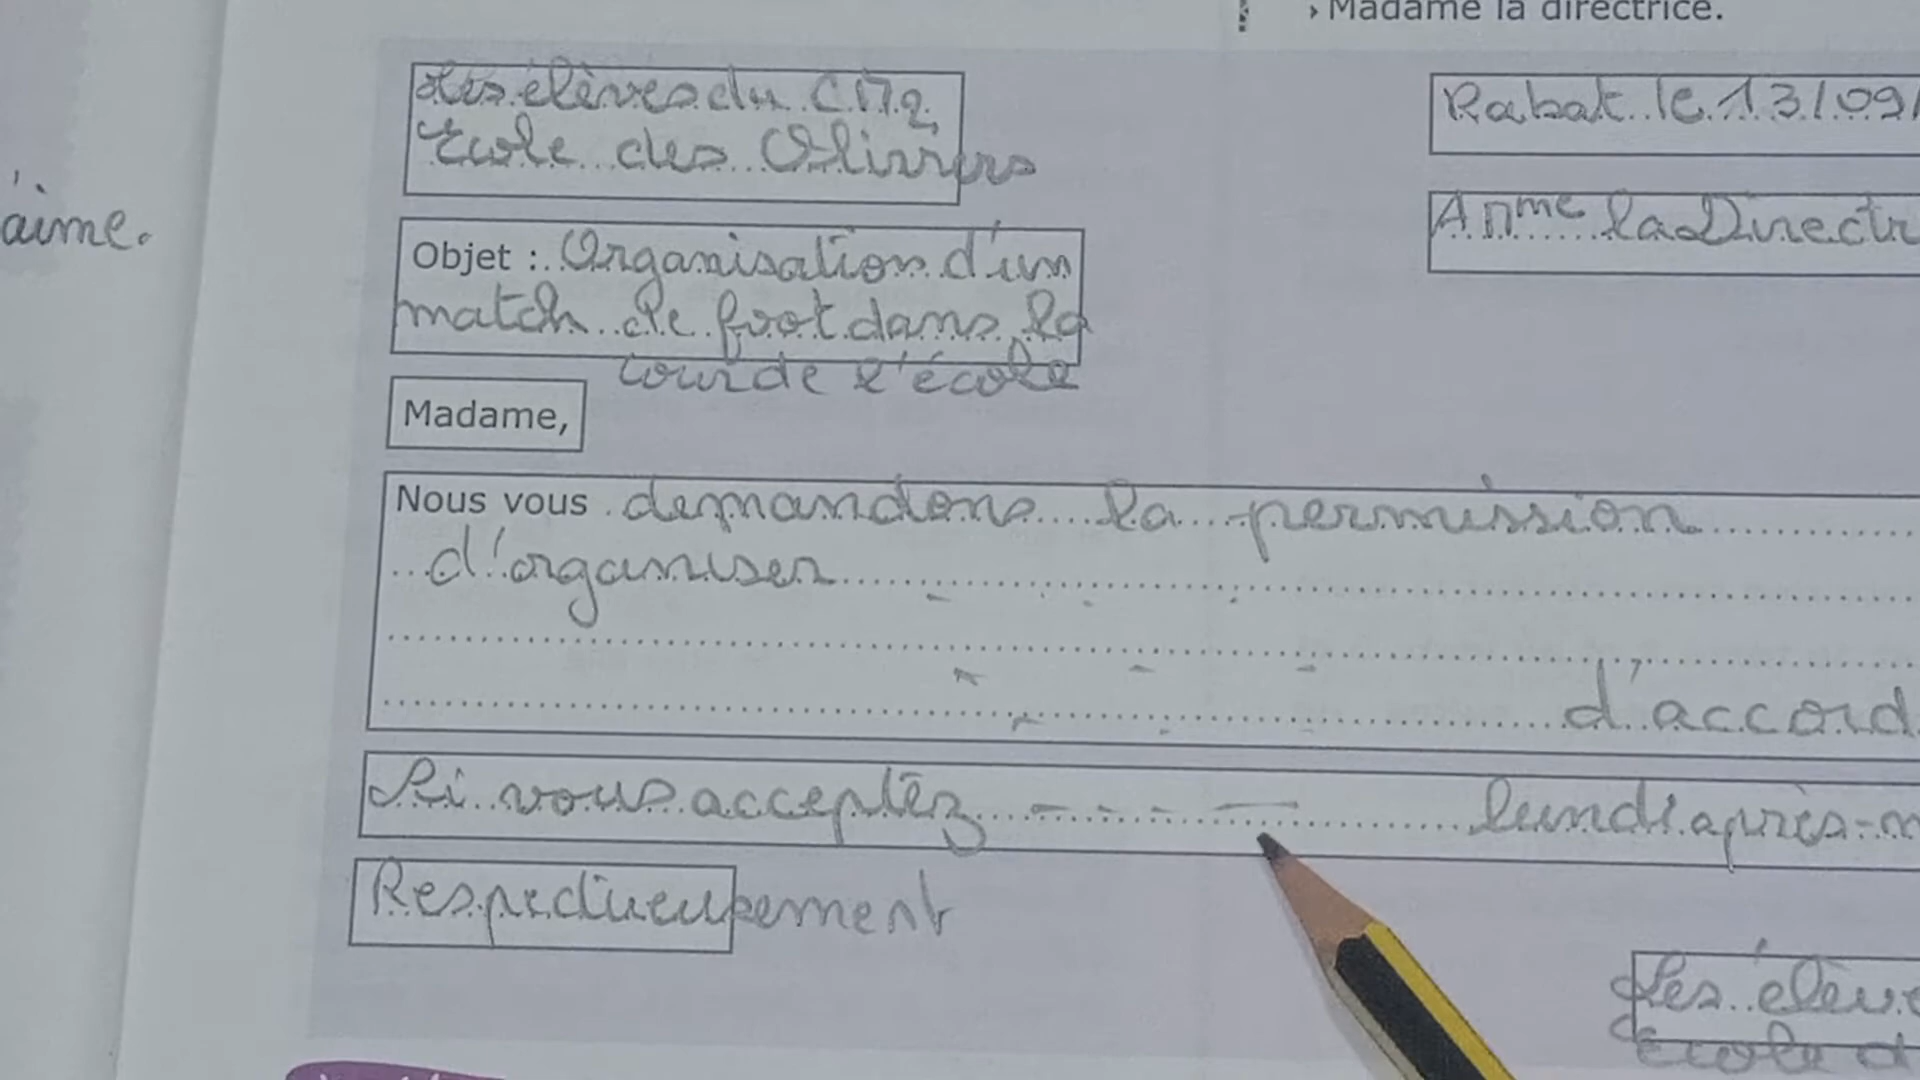 › Madame la directrice.
Les élèves du CM2
École des Oliviers
Rabat le 13/09/
A Mme la Directr
aime.
Objet : Organisation d'un
match de foot dans la
cour de l'école
Madame,
Nous vous demandons la permission
d'organiser
d'accord
Si vous acceptez lundi après-m
Respectueusement
Les élève
École d